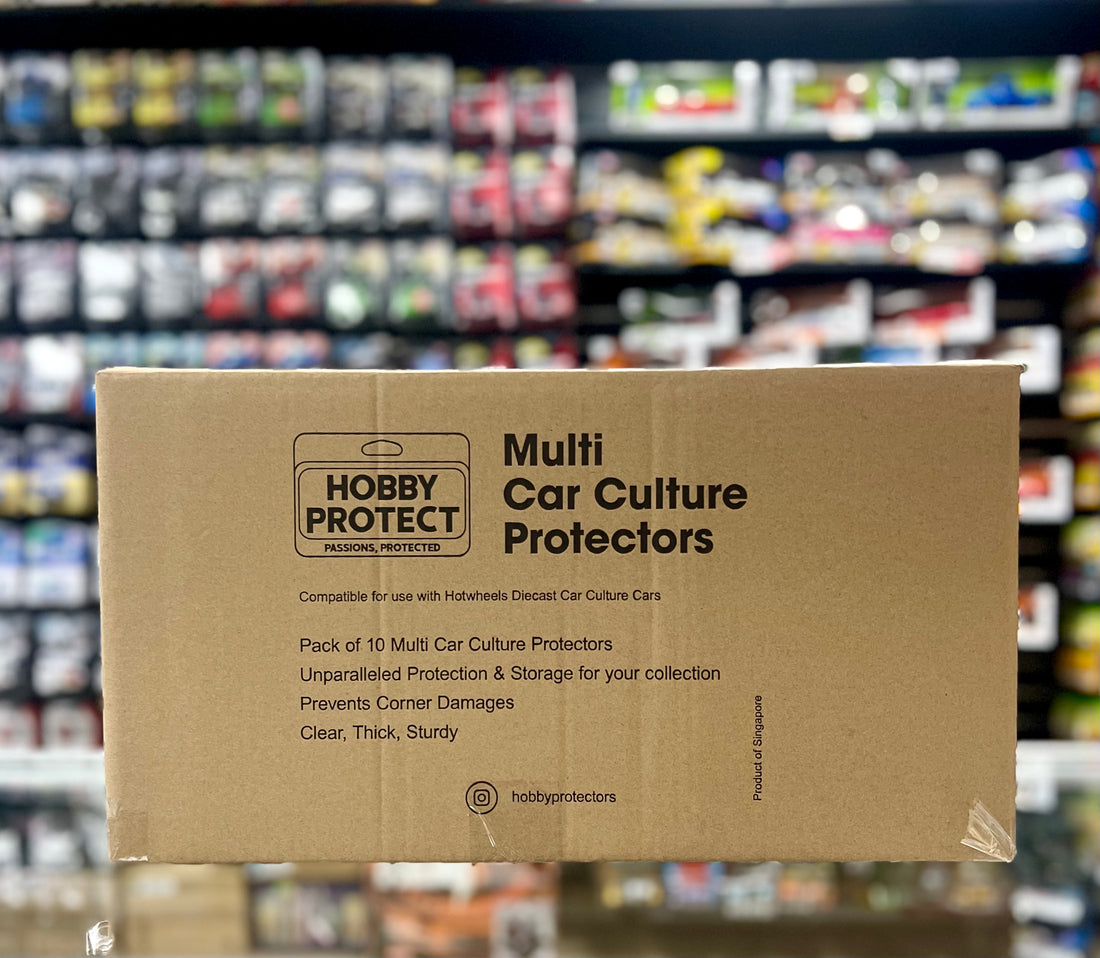 HOBBY
PROTECT
PASSIONS, PROTECTED
Multi
Car Culture
Protectors
Compatible for use with Hotwheels Diecast Car Culture Cars
Pack of 10 Multi Car Culture Protectors
Unparalleled Protection & Storage for your collection
Prevents Corner Damages
Clear, Thick, Sturdy
Product of Singapore
hobbyprotectors